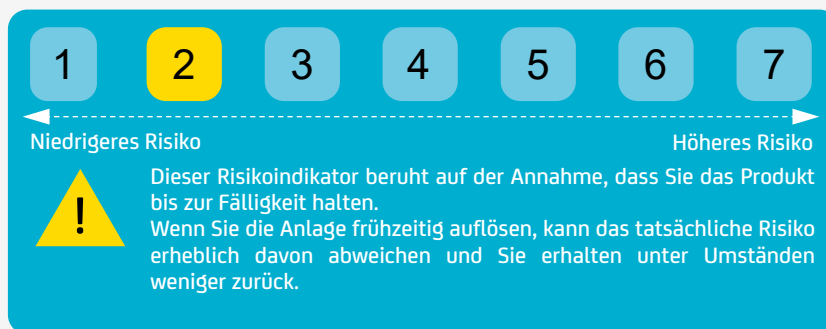 1 2 3 4 5 6 7
Niedrigeres Risiko Höheres Risiko
!
Dieser Risikoindikator beruht auf der Annahme, dass Sie das Produkt
bis zur Fälligkeit halten.
Wenn Sie die Anlage frühzeitig auflösen, kann das tatsächliche Risiko
erheblich davon abweichen und Sie erhalten unter Umständen
weniger zurück.